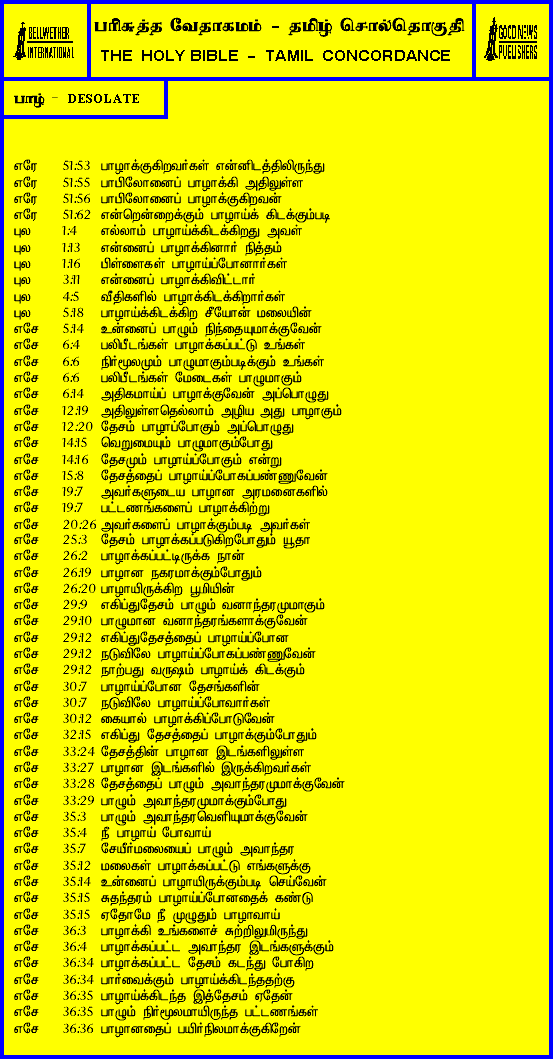 BELLWETHER
INTERNATIONAL
பரிசுத்த வேதாகமம் - தமிழ் சொல்தொகுதி
THE HOLY BIBLE - TAMIL CONCORDANCE
GOOD NEWS
PUBLISHERS
பாழ் - DESOLATE
எரே 51:53 பாழாக்குகிறவர்கள் என்னிடத்திலிருந்து
எரே 51:55 பாபிலோனைப் பாழாக்கி அதிலுள்ள
எரே 51:56 பாபிலோனைப் பாழாக்குகிறவன்
எரே 51:62 என்றென்றைக்கும் பாழாய்க் கிடக்கும்படி
புல 1:4 எல்லாம் பாழாய்க்கிடக்கிறது அவள்
புல 1:13 என்னைப் பாழாக்கினார் நித்தம்
புல 1:16 பிள்ளைகள் பாழாய்ப்போனார்கள்
புல 3:11 என்னைப் பாழாக்கிவிட்டார்
புல 4:5 வீதிகளில் பாழாக்கிடக்கிறார்கள்
புல 5:18 பாழாய்க்கிடக்கிற சீயோன் மலையின்
எசே 5:14 உன்னைப் பாழும் நிந்தையுமாக்குவேன்
எசே 6:4 பலிபீடங்கள் பாழாக்கப்பட்டு உங்கள்
எசே 6:6 நிர்மூலமும் பாழுமாகும்படிக்கும் உங்கள்
எசே 6:6 பலிபீடங்கள் மேடைகள் பாழுமாகும்
எசே 6:14 அதிகமாய்ப் பாழாக்குவேன் அப்பொழுது
எசே 12:19 அதிலுள்ளதெல்லாம் அழிய அது பாழாகும்
எசே 12:20 தேசம் பாழாப்போகும் அப்பொழுது
எசே 14:15 வெறுமையும் பாழுமாகும்போது
எசே 14:16 தேசமும் பாழாய்ப்போகும் என்று
எசே 15:8 தேசத்தைப் பாழாய்ப்போகப்பண்ணுவேன்
எசே 19:7 அவர்களுடைய பாழான அரமனைகளில்
எசே 19:7 பட்டணங்களைப் பாழாக்கிற்று
எசே 20:26 அவர்களைப் பாழாக்கும்படி அவர்கள்
எசே 25:3 தேசம் பாழாக்கப்படுகிறபோதும் யூதா
எசே 26:2 பாழாக்கப்பட்டிருக்க நான்
எசே 26:19 பாழான நகரமாக்கும்போதும்
எசே 26:20 பாழாயிருக்கிற பூமியின்
எசே 29:9 எகிப்துதேசம் பாழும் வனாந்தரமுமாகும்
எசே 29:10 பாழுமான வனாந்தரங்களாக்குவேன்
எசே 29:12 எகிப்துதேசத்தைப் பாழாய்ப்போன
எசே 29:12 நடுவிலே பாழாய்ப்போகப்பண்ணுவேன்
எசே 29:12 நாற்பது வருஷம் பாழாய்க் கிடக்கும்
எசே 30:7 பாழாய்ப்போன தேசங்களின்
எசே 30:7 நடுவிலே பாழாய்ப்போவார்கள்
எசே 30:12 கையால் பாழாக்கிப்போடுவேன்
எசே 32:15 எகிப்து தேசத்தைப் பாழாக்கும்போதும்
எசே 33:24 தேசத்தின் பாழான இடங்களிலுள்ள
எசே 33:27 பாழான இடங்களில் இருக்கிறவர்கள்
எசே 33:28 தேசத்தைப் பாழும் அவாந்தரமுமாக்குவேன்
எசே 33:29 பாழும் அவாந்தரமுமாக்கும்போது
எசே 35:3 பாழும் அவாந்தரவெளியுமாக்குவேன்
எசே 35:4 நீ பாழாய் போவாய்
எசே 35:7 சேயீர்மலையைப் பாழும் அவாந்தர
எசே 35:12 மலைகள் பாழாக்கப்பட்டு எங்களுக்கு
எசே 35:14 உன்னைப் பாழாயிருக்கும்படி செய்வேன்
எசே 35:15 சுதந்தரம் பாழாய்ப்போனதைக் கண்டு
எசே 35:15 ஏதோமே நீ முழுதும் பாழாவாய்
எசே 36:3 பாழாக்கி உங்களைச் சுற்றிலுமிருந்து
எசே 36:4 பாழாக்கப்பட்ட அவாந்தர இடங்களுக்கும்
எசே 36:34 பாழாக்கப்பட்ட தேசம் கடந்து போகிற
எசே 36:34 பார்வைக்கும் பாழாய்க்கிடந்ததற்கு
எசே 36:35 பாழாய்க்கிடந்த இத்தேசம் ஏதேன்
எசே 36:35 பாழும் நிர்மூலமாயிருந்த பட்டணங்கள்
எசே 36:36 பாழானதைப் பயிர்நிலமாக்குகிறேன்